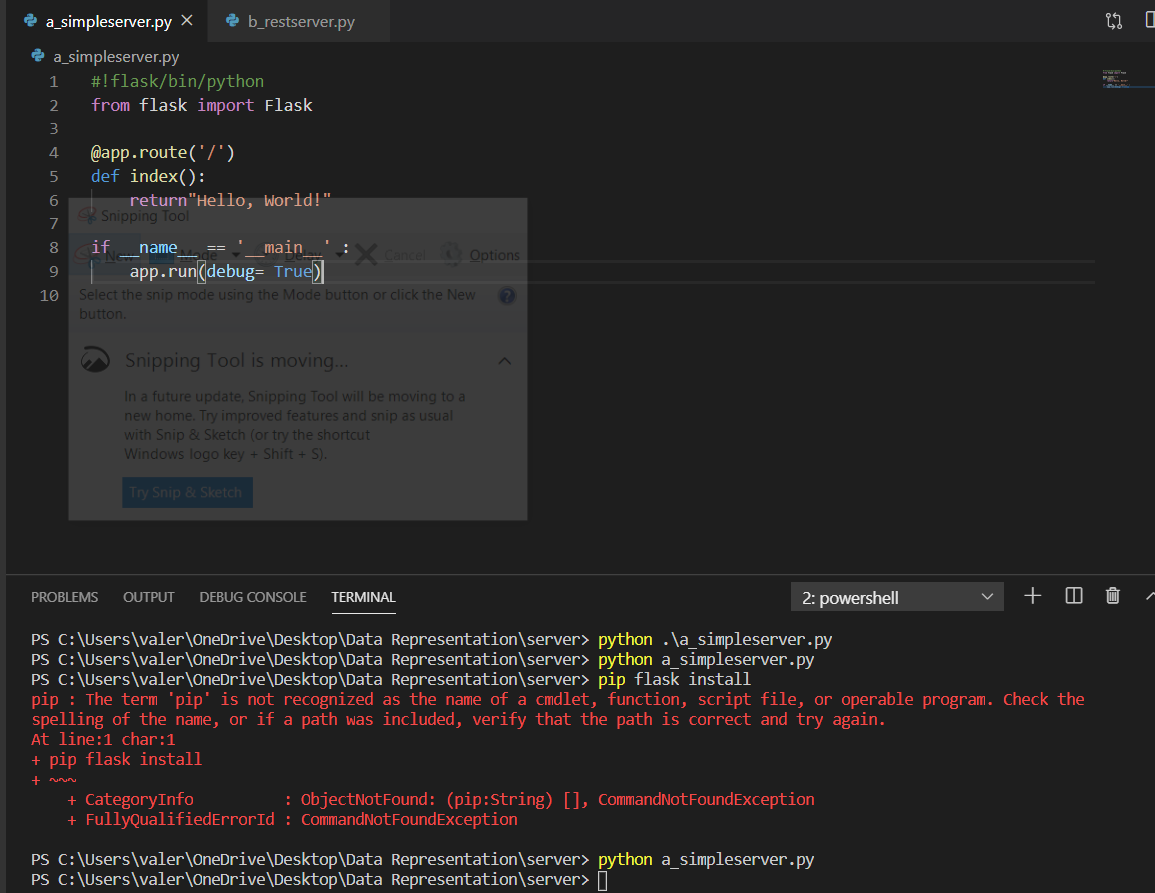 a_simpleserver.py
b_restserver.py
a_simpleserver.py
1 #!flask/bin/python
2 from flask import Flask
3
4 @app.route('/')
5 def index():
6 return"Hello, World!"
Snipping Tool
7
8 if __name__ == '__main__' :
New Mode Delay Cancel Options
9 app.run(debug= True)
10
Select the snip mode using the Mode button or click the New
button.
?
Snipping Tool is moving...
In a future update, Snipping Tool will be moving to a
new home. Try improved features and snip as usual
with Snip & Sketch (or try the shortcut
Windows logo key + Shift + S).
Try Snip & Sketch
PROBLEMS OUTPUT DEBUG CONSOLE TERMINAL 2: powershell
PS C:\Users\valer\OneDrive\Desktop\Data Representation\server> python .\a_simpleserver.py
PS C:\Users\valer\OneDrive\Desktop\Data Representation\server> python a_simpleserver.py
PS C:\Users\valer\OneDrive\Desktop\Data Representation\server> pip flask install
pip : The term 'pip' is not recognized as the name of a cmdlet, function, script file, or operable program. Check the
spelling of the name, or if a path was included, verify that the path is correct and try again.
At line:1 char:1
+ pip flask install
+ ~~~
+ CategoryInfo : ObjectNotFound: (pip:String) [], CommandNotFoundException
+ FullyQualifiedErrorId : CommandNotFoundException
PS C:\Users\valer\OneDrive\Desktop\Data Representation\server> python a_simpleserver.py
PS C:\Users\valer\OneDrive\Desktop\Data Representation\server>